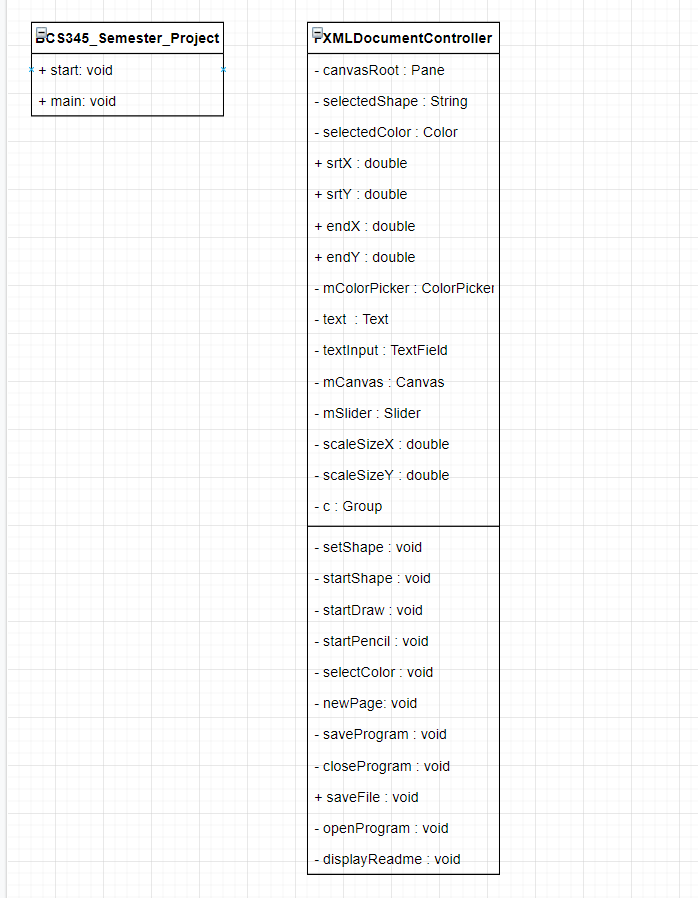 BCS345_Semester_Project
+ start: void
+ main: void
FXMLDocumentController
- canvasRoot : Pane
- selectedShape : String
- selectedColor : Color
+ srtX : double
+ srtY : double
+ endX : double
+ endY : double
- mColorPicker : ColorPicker
- text : Text
- textInput : TextField
- mCanvas : Canvas
- mSlider : Slider
- scaleSizeX : double
- scaleSizeY : double
- c : Group
- setShape : void
- startShape : void
- startDraw : void
- startPencil : void
- selectColor : void
- newPage: void
- saveProgram : void
- closeProgram : void
+ saveFile : void
- openProgram : void
- displayReadme : void